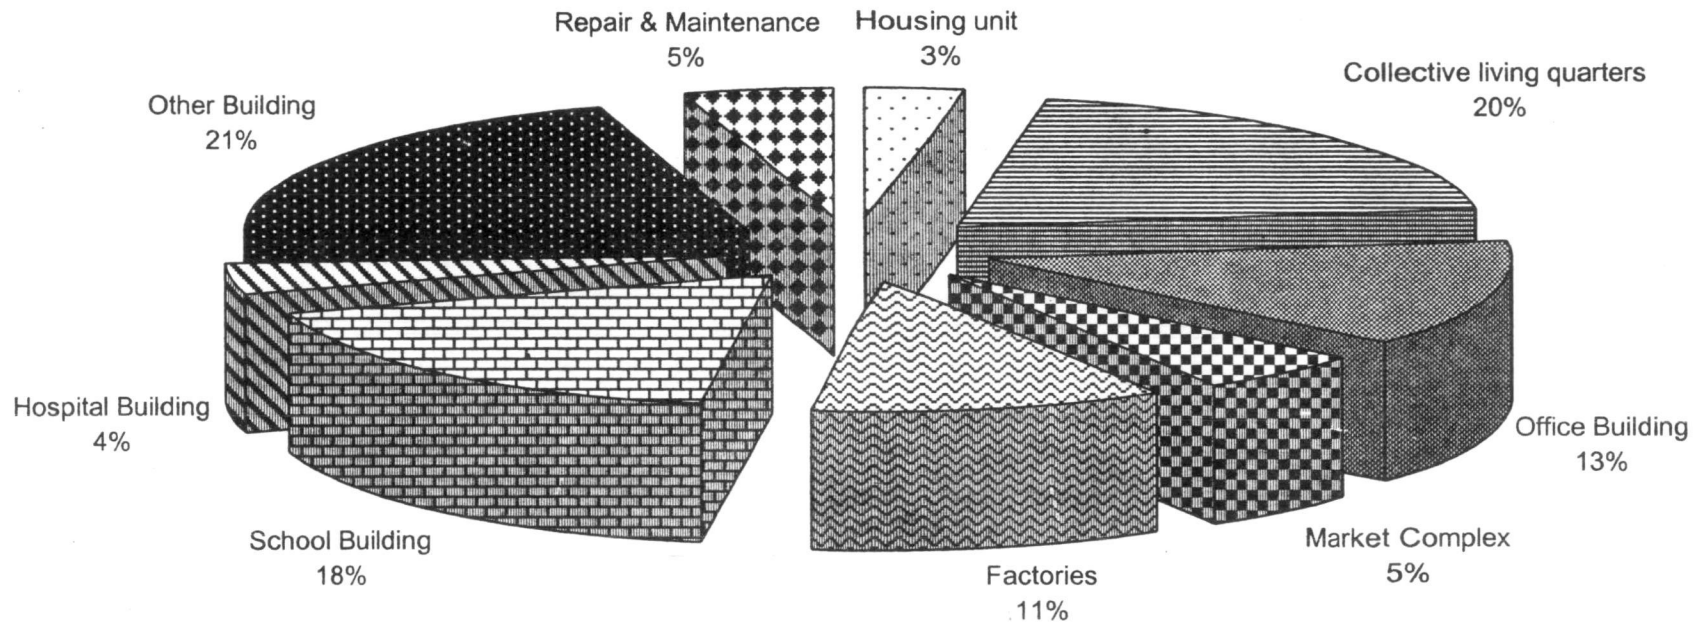 Repair & Maintenance
5%
Housing unit
3%
Collective living quarters
20%
Other Building
21%
Hospital Building
4%
Office Building
13%
School Building
18%
Market Complex
5%
Factories
11%